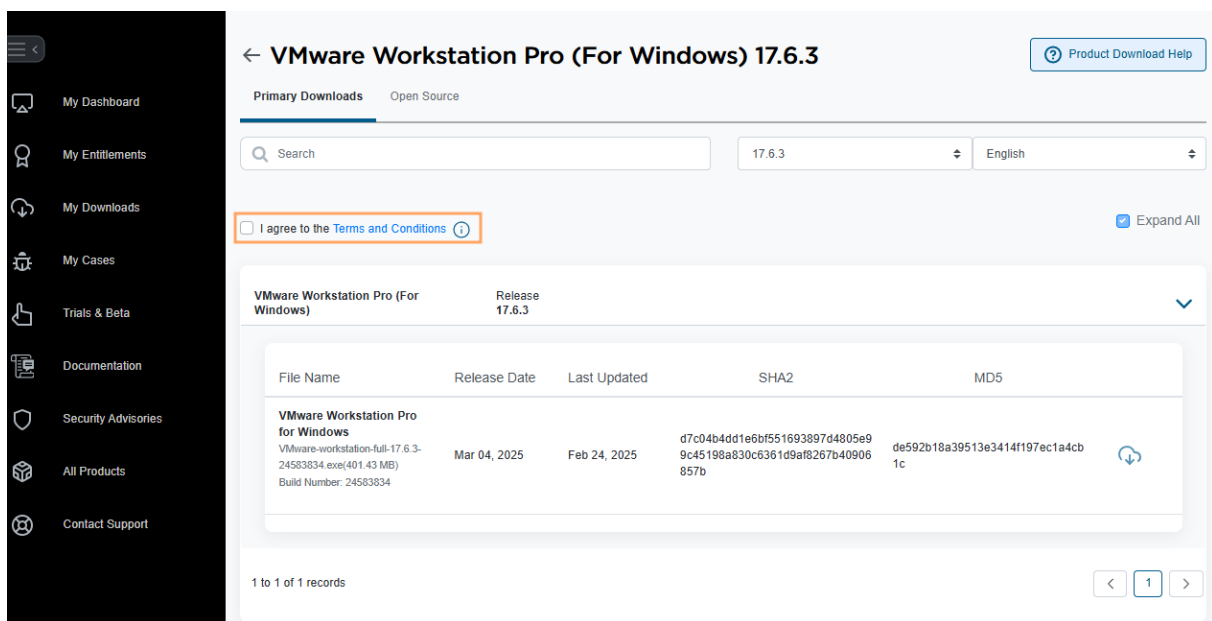 VMware Workstation Pro (For Windows) 17.6.3
Product Download Help
My Dashboard
My Entitlements
My Downloads
My Cases
Trials & Beta
Documentation
Security Advisories
All Products
Contact Support
Primary Downloads
Open Source
Search
17.6.3
English
I agree to the Terms and Conditions
Expand All
VMware Workstation Pro (For
Windows)
Release
17.6.3
File Name
Release Date
Last Updated
SHA2
MD5
VMware Workstation Pro
for Windows
VMware-workstation-full-17.6.3-
24583834.exe(401.43 MB)
Build Number: 24583834
Mar 04, 2025
Feb 24, 2025
d7c04b4dd1e6bf551693897d4805e9
9c45198a830c6361d9af8267b40906
857b
de592b18a39513e3414f197ec1a4cb
1c
1 to 1 of 1 records
1